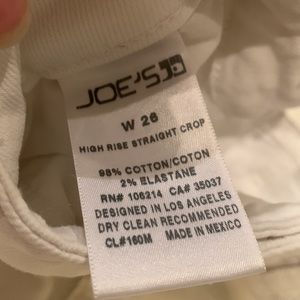 JOE'S
W 26
HIGH RISE STRAIGHT CROP
98% COTTON/COTON
2% ELASTANE
RN# 106214 CA# 35037
DESIGNED IN LOS ANGELES
DRY CLEAN RECOMMENDED
CL#160M MADE IN MEXICO